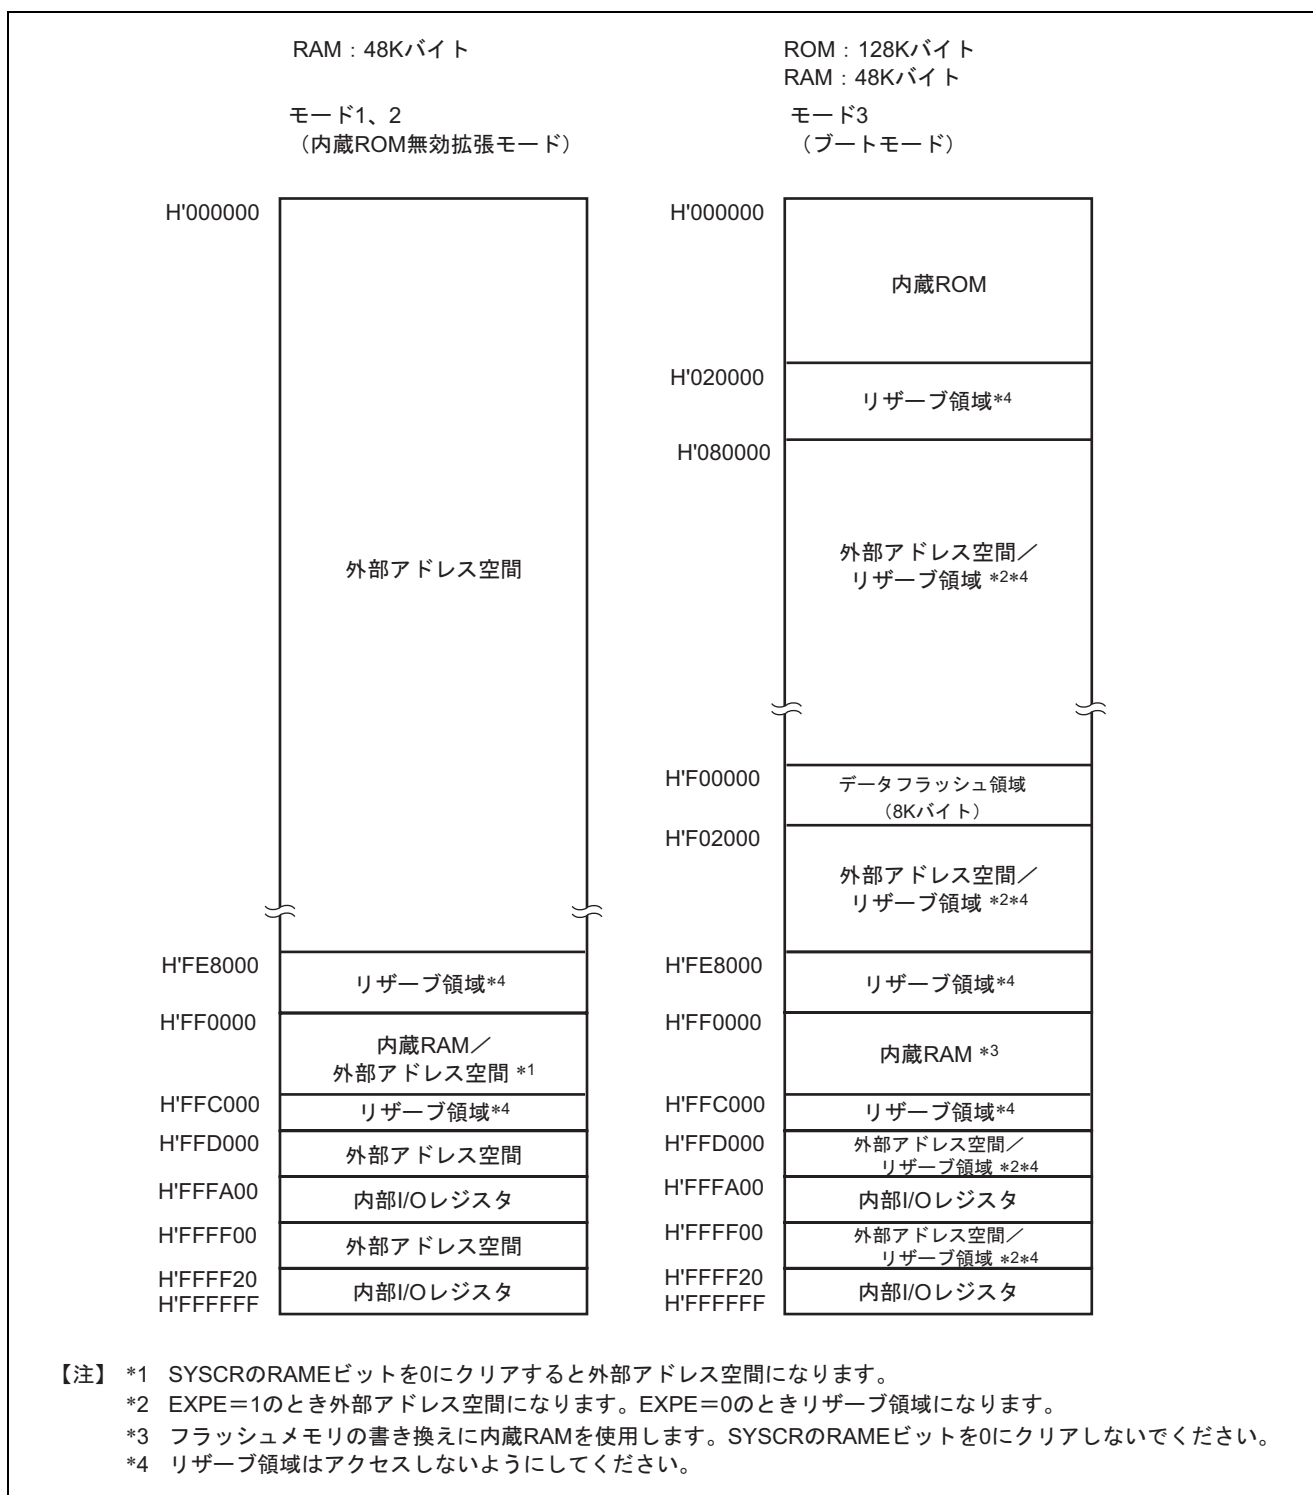 RAM：48Kバイト
モード1、2
（内蔵ROM無効拡張モード）
H'000000
外部アドレス空間
H'FE8000
リザーブ領域*4
H'FF0000
内蔵RAM／
外部アドレス空間 *1
H'FFC000
リザーブ領域*4
H'FFD000
外部アドレス空間
H'FFFA00
内部I/Oレジスタ
H'FFFF00
外部アドレス空間
H'FFFF20
内部I/Oレジスタ
H'FFFFFF
ROM：128Kバイト
RAM：48Kバイト
モード3
（ブートモード）
H'000000
内蔵ROM
H'020000
リザーブ領域*4
H'080000
外部アドレス空間／
リザーブ領域 *2*4
H'F00000
データフラッシュ領域
（8Kバイト）
H'F02000
外部アドレス空間／
リザーブ領域 *2*4
H'FE8000
リザーブ領域*4
H'FF0000
内蔵RAM *3
H'FFC000
リザーブ領域*4
H'FFD000
外部アドレス空間／
リザーブ領域 *2*4
H'FFFA00
内部I/Oレジスタ
H'FFFF00
外部アドレス空間／
リザーブ領域 *2*4
H'FFFF20
内部I/Oレジスタ
H'FFFFFF
【注】 *1 SYSCRのRAMEビットを0にクリアすると外部アドレス空間になります。
*2 EXPE＝1のとき外部アドレス空間になります。EXPE＝0のときリザーブ領域になります。
*3 フラッシュメモリの書き換えに内蔵RAMを使用します。SYSCRのRAMEビットを0にクリアしないでください。
*4 リザーブ領域はアクセスしないようにしてください。